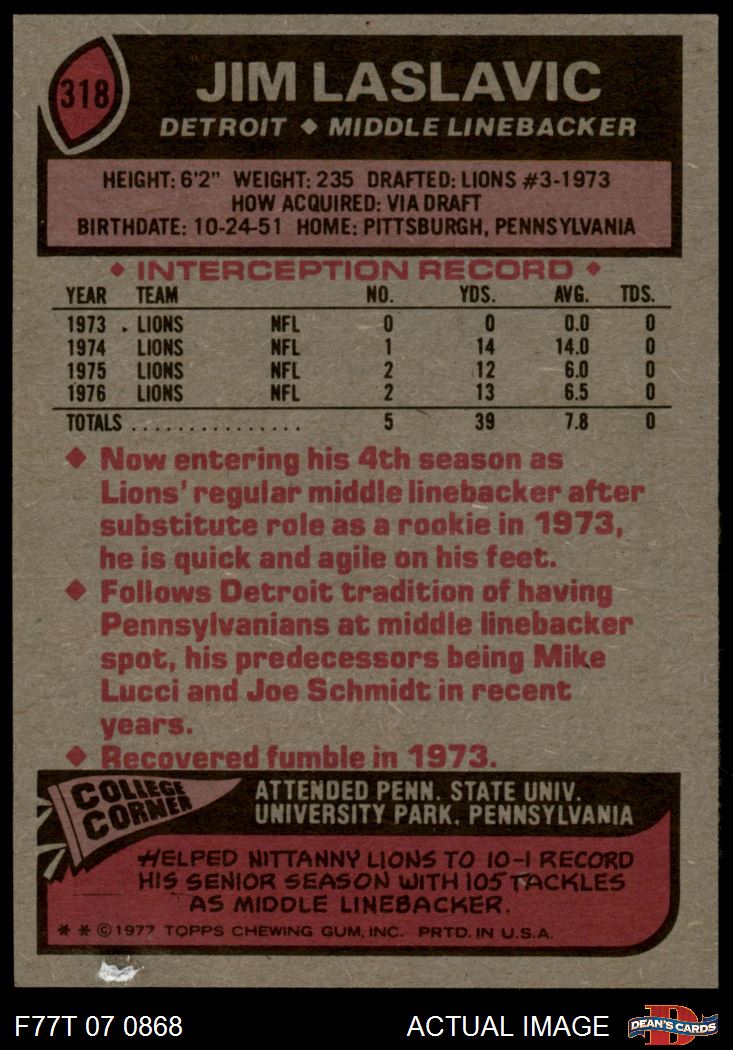 318
JIM LASLAVIC
DETROIT ◆ MIDDLE LINEBACKER
HEIGHT: 6'2" WEIGHT: 235 DRAFTED: LIONS #3-1973
HOW ACQUIRED: VIA DRAFT
BIRTHDATE: 10-24-51 HOME: PITTSBURGH, PENNSYLVANIA
◆ INTERCEPTION RECORD ◆
YEAR TEAM NO. YDS. AVG. TDS.
1973 LIONS NFL 0 0 0.0 0
1974 LIONS NFL 1 14 14.0 0
1975 LIONS NFL 2 12 6.0 0
1976 LIONS NFL 2 13 6.5 0
TOTALS ............... 5 39 7.8 0
◆ Now entering his 4th season as
Lions' regular middle linebacker after
substitute role as a rookie in 1973,
he is quick and agile on his feet.
◆ Follows Detroit tradition of having
Pennsylvanians at middle linebacker
spot, his predecessors being Mike
Lucci and Joe Schmidt in recent
years.
◆ Recovered fumble in 1973.
COLLEGE
CORNER
ATTENDED PENN. STATE UNIV.
UNIVERSITY PARK, PENNSYLVANIA
HELPED NITTANNY LIONS TO 10-1 RECORD
HIS SENIOR SEASON WITH 105 TACKLES
AS MIDDLE LINEBACKER.
* * © 1977 TOPPS CHEWING GUM, INC. PRTD. IN U.S.A.
F77T 07 0868 ACTUAL IMAGE
D
DEAN'S CARDS